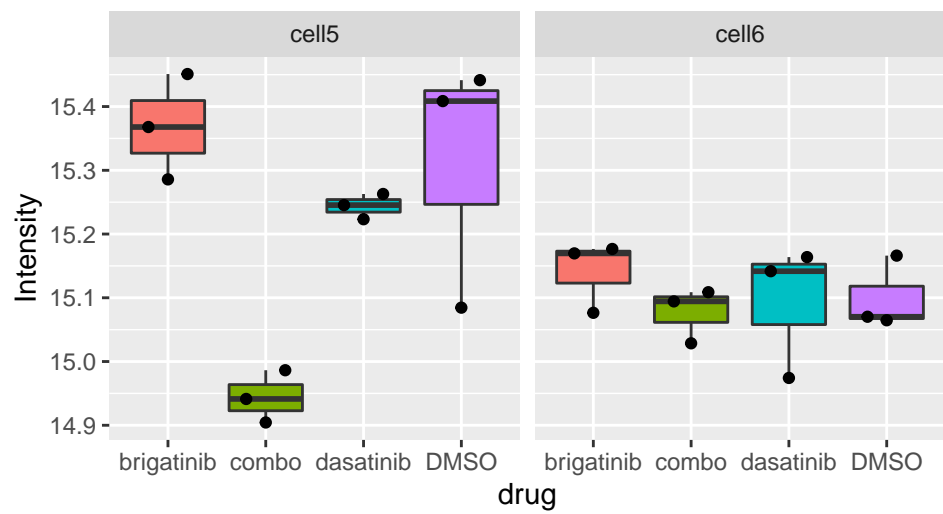 cell5 cell6
15.4
15.3
15.2
15.1
15.0
14.9
Intensity
brigatinib combo dasatinib DMSO brigatinib combo dasatinib DMSO
drug